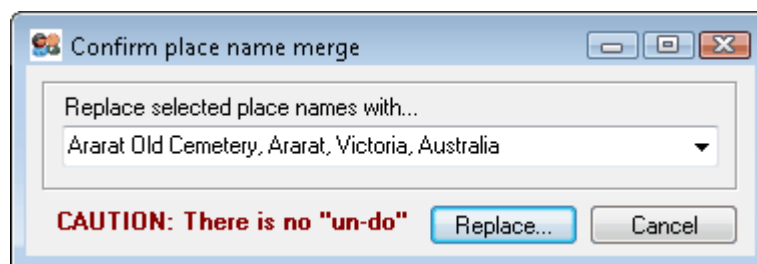 Confirm place name merge
Replace selected place names with...
Ararat Old Cemetery, Ararat, Victoria, Australia
CAUTION: There is no "un-do" Replace... Cancel